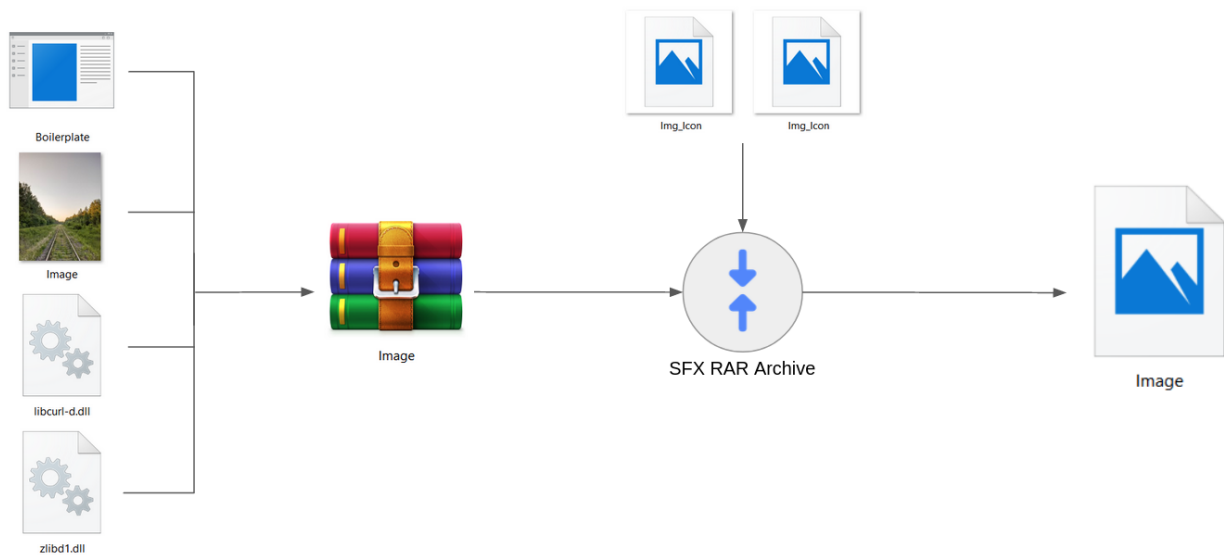 Boilerplate
Image
libcurl-d.dll
zlibd1.dll
Image
Img_Icon
Img_Icon
SFX RAR Archive
Image